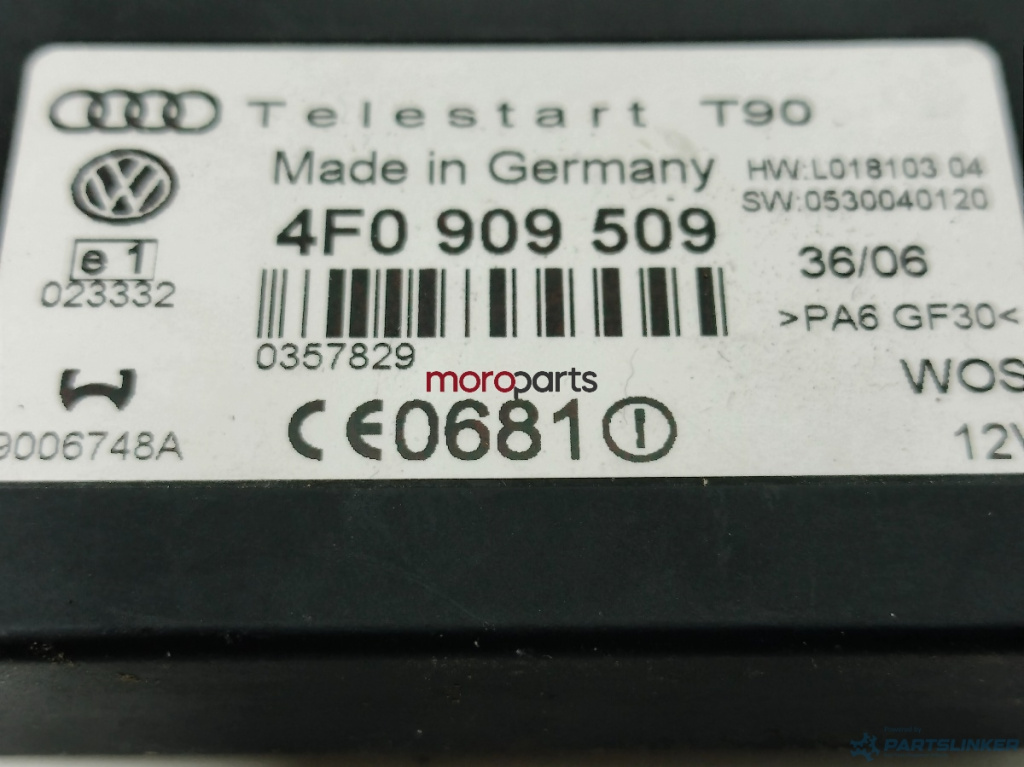 Telestart T90
Made in Germany
HW:L018103 04
SW:0530040120
4F0 909 509
e 1
023332
36/06
>PA6 GF30<
0357829
moroparts
WOS
CE0681
9006748A
12V
PARTSLINKER